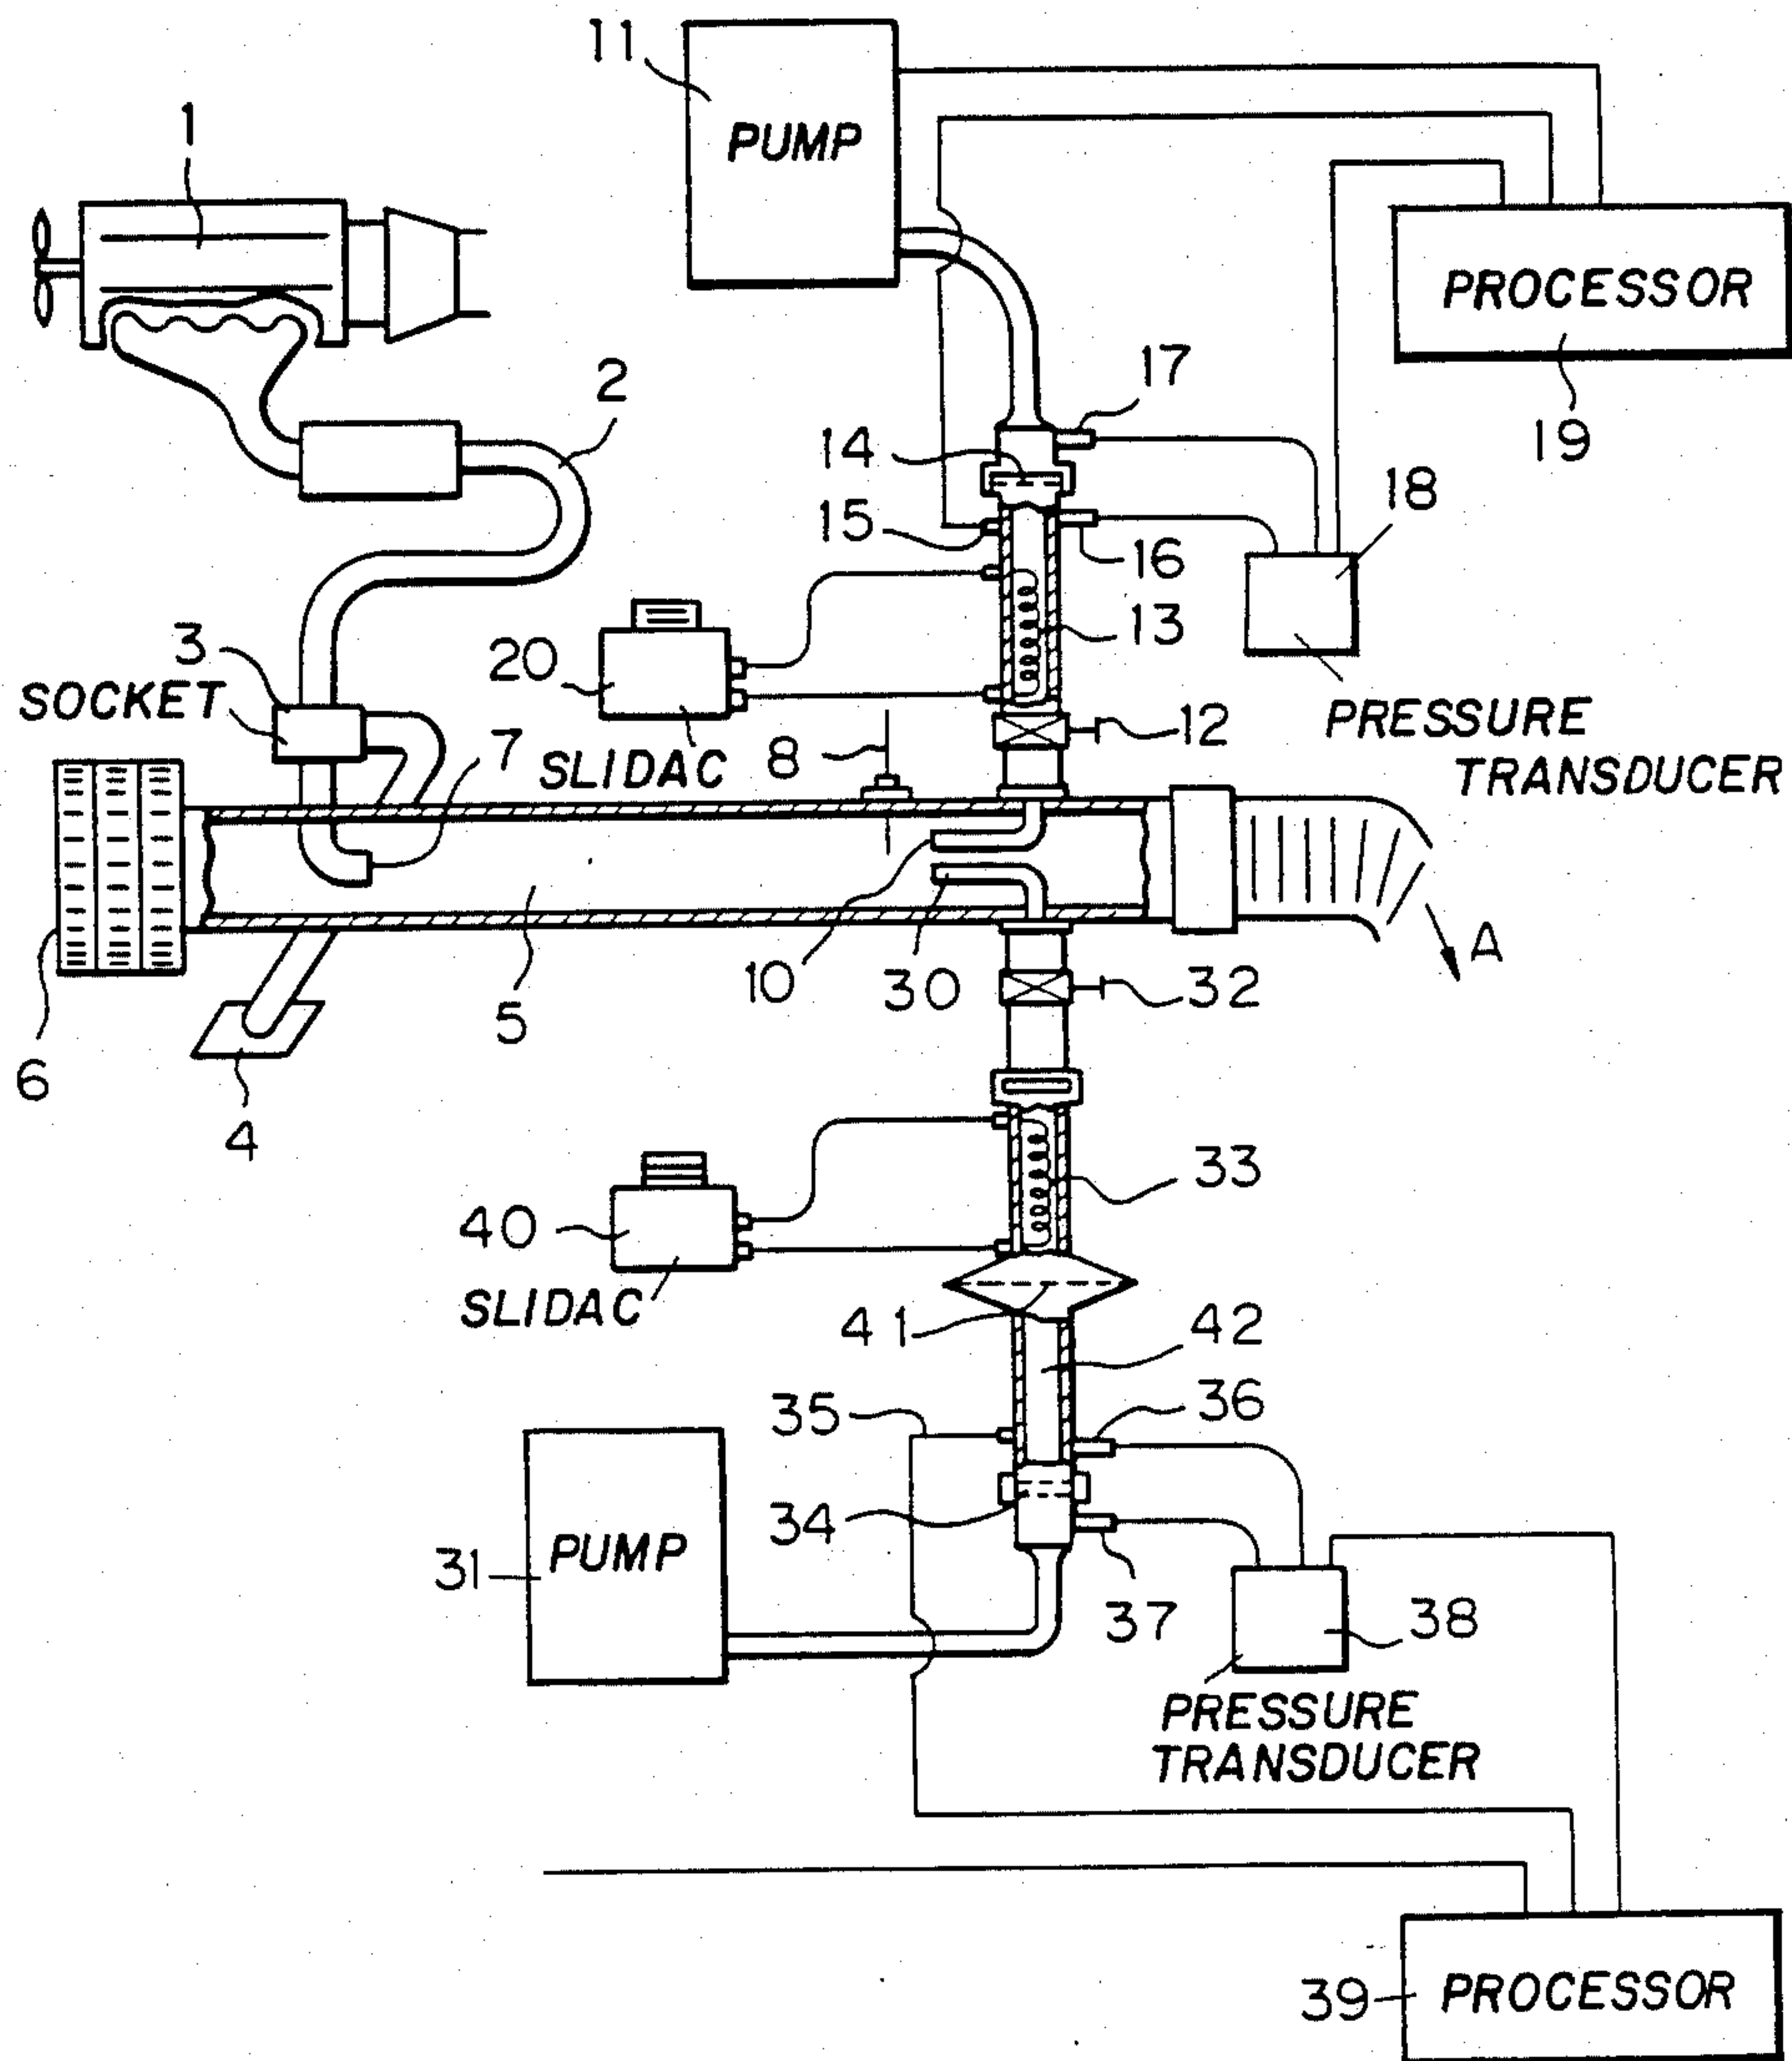 11
PUMP
1
PROCESSOR
19
2
17
14
18
15
16
13
3
SOCKET
20
SLIDAC
7
8
12
PRESSURE
TRANSDUCER
10
30
A
5
32
6
4
33
40
SLIDAC
41
42
35
36
34
31
PUMP
37
38
PRESSURE
TRANSDUCER
39
PROCESSOR